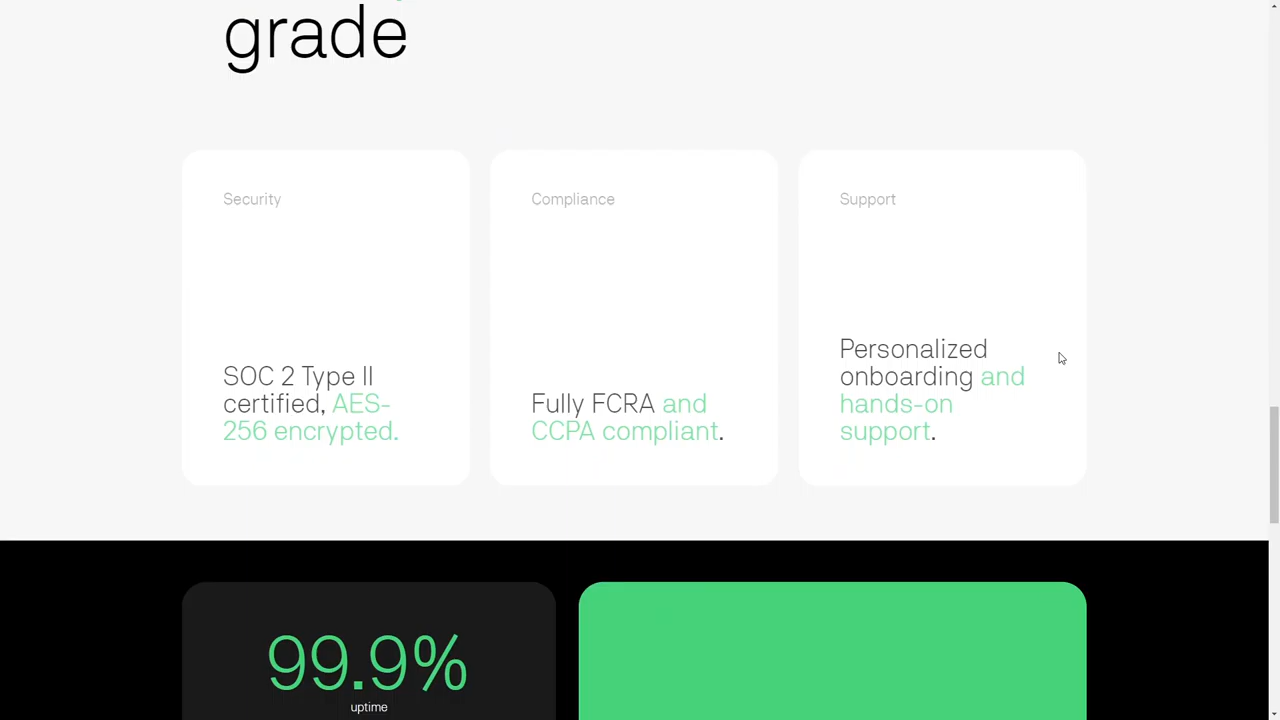 grade
Security
Compliance
Support
SOC 2 Type II
certified, AES-
256 encrypted.
Fully FCRA and
CCPA compliant.
Personalized
onboarding and
hands-on
support.
99.9%
uptime